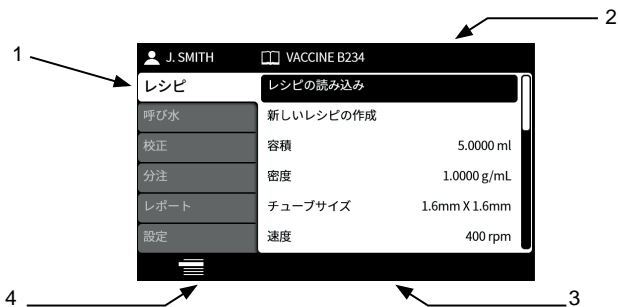 2
1
J. SMITH VACCINE B234
レシピ レシピの読み込み
呼び水 新しいレシピの作成
校正 容積 5.0000 ml
分注 密度 1.0000 g/mL
レポート チューブサイズ 1.6mm X 1.6mm
設定 速度 400 rpm
4 3